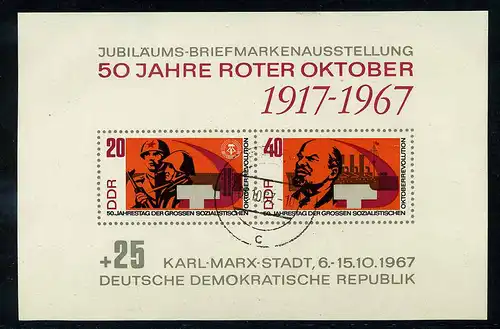 JUBILÄUMS-BRIEFMARKENAUSSTELLUNG
50 JAHRE ROTER OKTOBER
1917-1967
20
DDR
50. JAHRESTAG DER GROSSEN SOZIALISTISCHEN
OKTOBERREVOLUTION
40
DDR
50. JAHRESTAG DER GROSSEN SOZIALISTISCHEN
OKTOBERREVOLUTION
c
+25
KARL-MARX-STADT, 6.-15.10.1967
DEUTSCHE DEMOKRATISCHE REPUBLIK